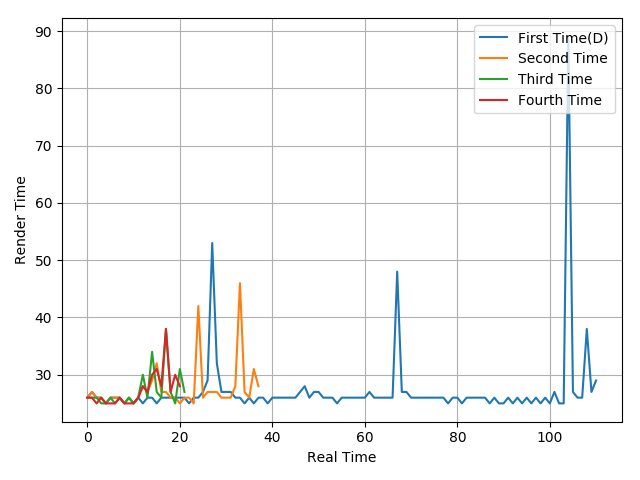 First Time(D)
Second Time
Third Time
Fourth Time
90
80
70
60
50
40
30
Render Time
0 20 40 60 80 100
Real Time